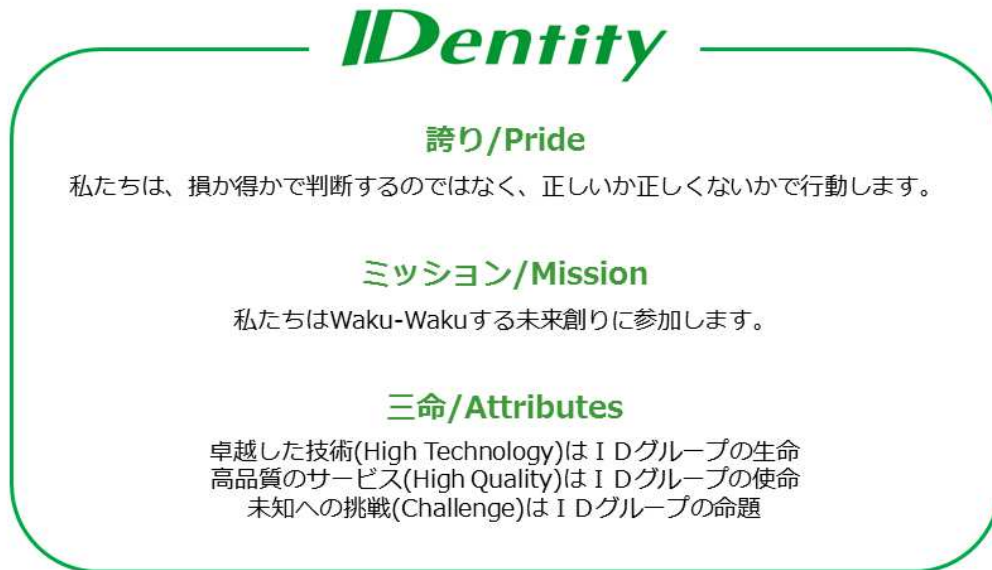 IDentity
誇り/Pride
私たちは、損か得かで判断するのではなく、正しいか正しくないかで行動します。
ミッション/Mission
私たちはWaku-Wakuする未来創りに参加します。
三命/Attributes
卓越した技術(High Technology)はＩＤグループの生命
高品質のサービス(High Quality)はＩＤグループの使命
未知への挑戦(Challenge)はＩＤグループの命題